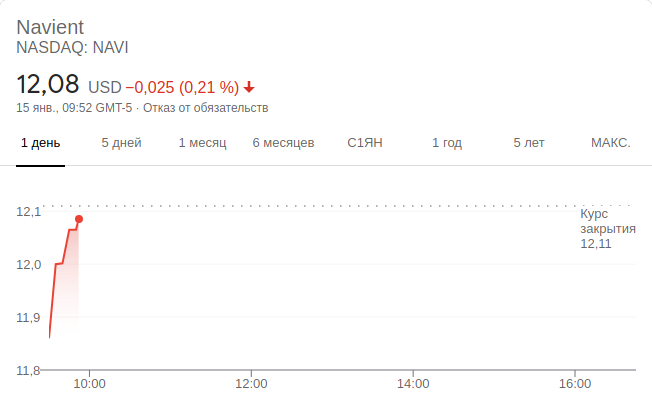 Navient
NASDAQ: NAVI
12,08 USD −0,025 (0,21 %)
15 янв., 09:52 GMT-5 · Отказ от обязательств
1 день 5 дней 1 месяц 6 месяцев С1ЯН 1 год 5 лет МАКС.
12,1
Курс
закрытия
12,11
12,0
11,9
11,8
10:00 12:00 14:00 16:00